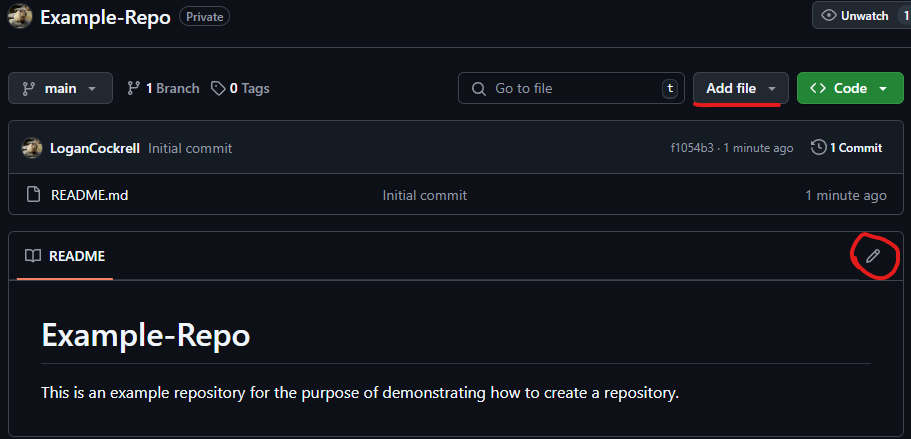 Example-Repo Private Unwatch 1
main 1 Branch 0 Tags Go to file t Add file <> Code
LoganCockrell Initial commit f1054b3 · 1 minute ago 1 Commit
README.md Initial commit 1 minute ago
README
Example-Repo
This is an example repository for the purpose of demonstrating how to create a repository.